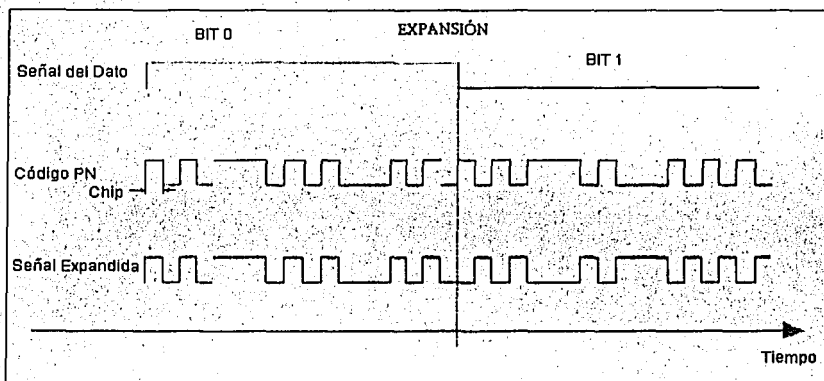 BIT 0
EXPANSIÓN
BIT 1
Señal del Dato
Código PN
Chip
Señal Expandida
Tiempo